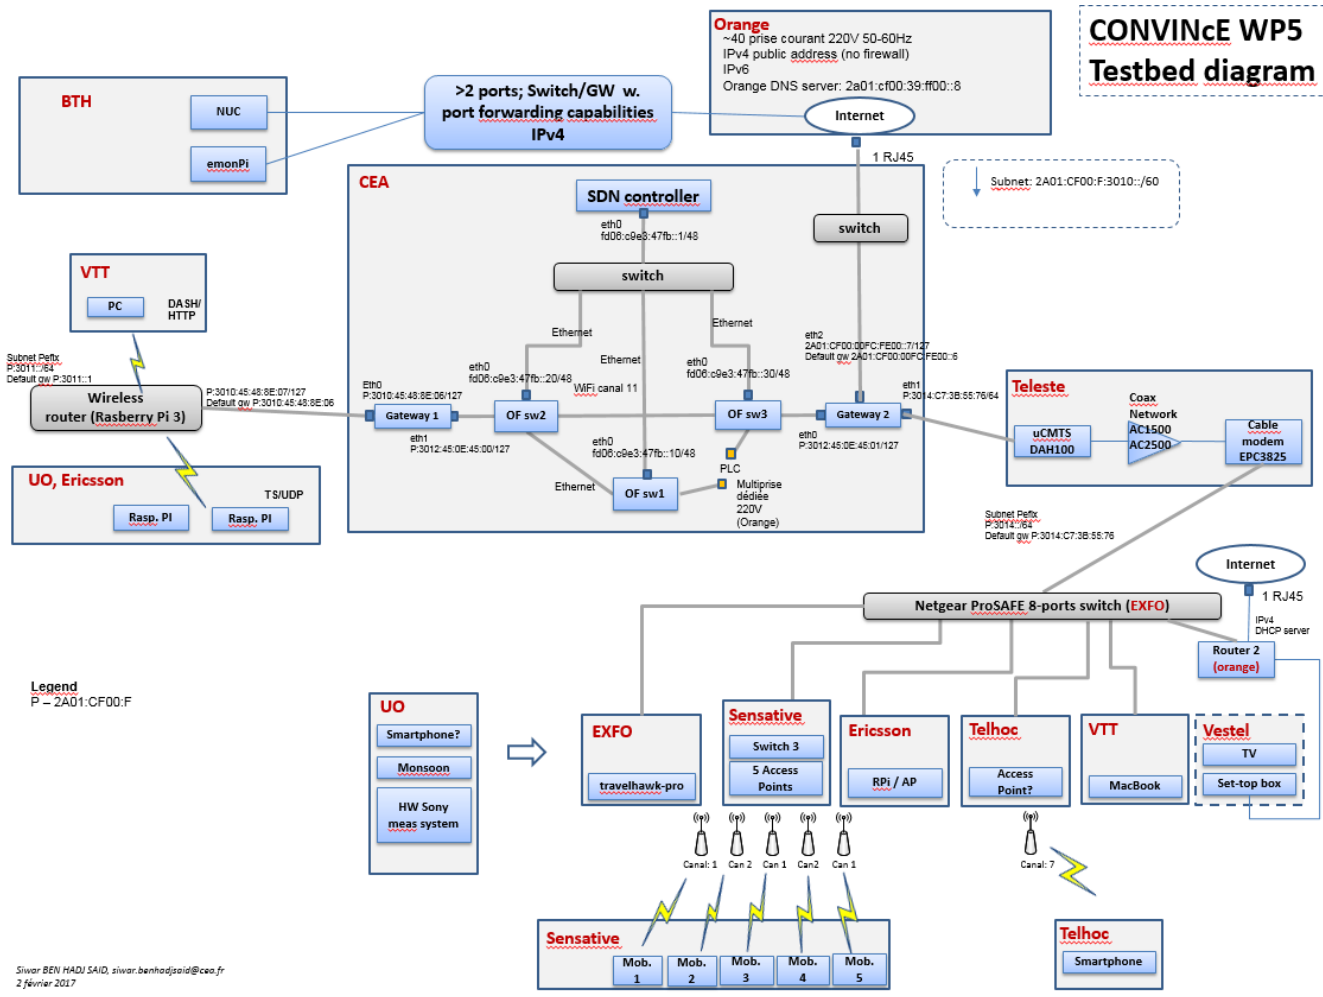 CONVINcE WP5
Testbed diagram
Orange
~40 prise courant 220V 50-60Hz
IPv4 public address (no firewall)
IPv6
Orange DNS server: 2a01:cf00:39:ff00::8
Internet
1 RJ45
BTH
NUC
emonPi
>2 ports; Switch/GW w.
port forwarding capabilities
IPv4
Subnet: 2A01:CF00:F:3010::/60
CEA
SDN controller
eth0
fd06:c9e3:47fb::1/48
switch
switch
Ethernet
Ethernet
Ethernet
WiFi canal 11
eth0
fd06:c9e3:47fb::20/48
eth0
fd06:c9e3:47fb::30/48
eth2
2A01:CF00:00FC:FE00::7/127
Default gw 2A01:CF00:00FC:FE00::6
VTT
PC
DASH/
HTTP
Subnet Pefix
P:3011::/64
Default gw P:3011::1
Wireless
router (Rasberry Pi 3)
P:3010:45:48:8E:07/127
Default gw P:3010:45:48:8E:06
Eth0
P:3010:45:48:8E:06/127
Gateway 1
eth1
P:3012:45:0E:45:00/127
OF sw2
OF sw3
eth0
fd06:c9e3:47fb::10/48
Ethernet
OF sw1
PLC
Multiprise
dédiée
220V
(Orange)
eth0
P:3012:45:0E:45:01/127
Gateway 2
eth1
P:3014:C7:3B:55:76/64
Teleste
uCMTS
DAH100
Coax
Network
AC1500
AC2500
Cable
modem
EPC3825
UO, Ericsson
TS/UDP
Rasp. PI
Rasp. PI
Subnet Pefix
P:3014::/64
Default gw P:3014:C7:3B:55:76
Internet
1 RJ45
IPv4
DHCP server
Netgear ProSAFE 8-ports switch (EXFO)
Router 2
(orange)
Legend
P – 2A01:CF00:F
UO
Smartphone?
Monsoon
HW Sony
meas system
EXFO
travelhawk-pro
Sensative
Switch 3
5 Access
Points
Ericsson
RPi / AP
Telhoc
Access
Point?
VTT
MacBook
Vestel
TV
Set-top box
Canal: 1
Can 2
Can 1
Can2
Can 1
Canal: 7
Sensative
Mob.
1
Mob.
2
Mob.
3
Mob.
4
Mob.
5
Telhoc
Smartphone
Siwar BEN HADJ SAID, siwar.benhadjsaid@cea.fr
2 février 2017